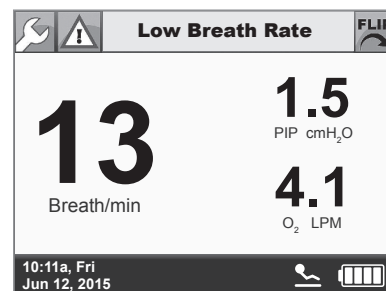 Low Breath Rate
FLIP
13
Breath/min
1.5
PIP cmH₂O
4.1
O₂ LPM
10:11a, Fri
Jun 12, 2015